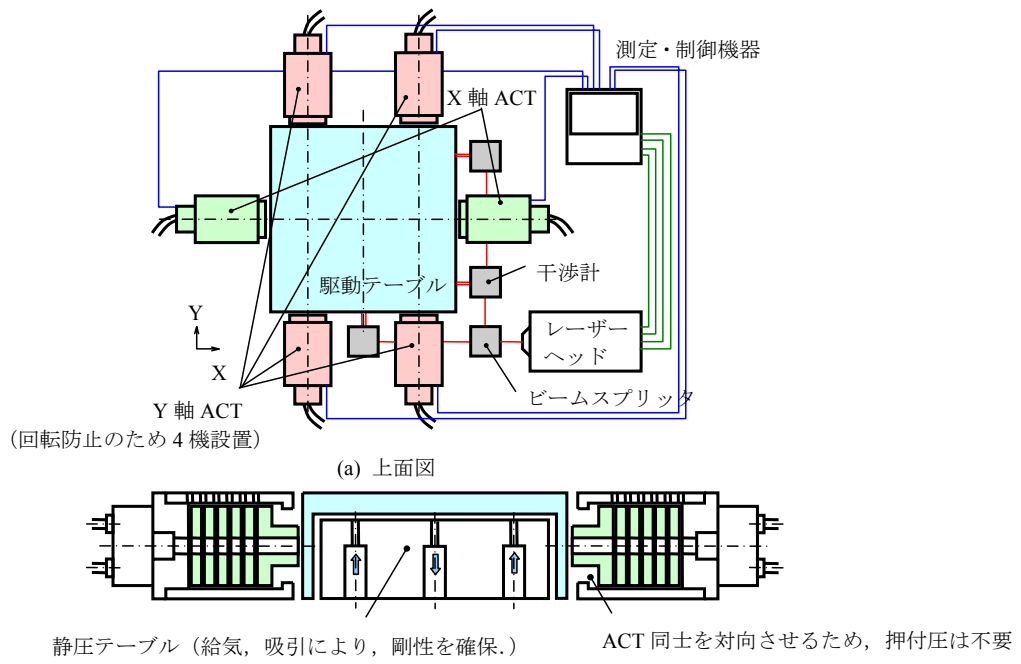 測定・制御機器
X 軸 ACT
駆動テーブル
干渉計
Y
X
レーザー
ヘッド
ビームスプリッタ
Y 軸 ACT
（回転防止のため 4 機設置）
(a) 上面図
静圧テーブル（給気，吸引により，剛性を確保.）
ACT 同士を対向させるため，押付圧は不要